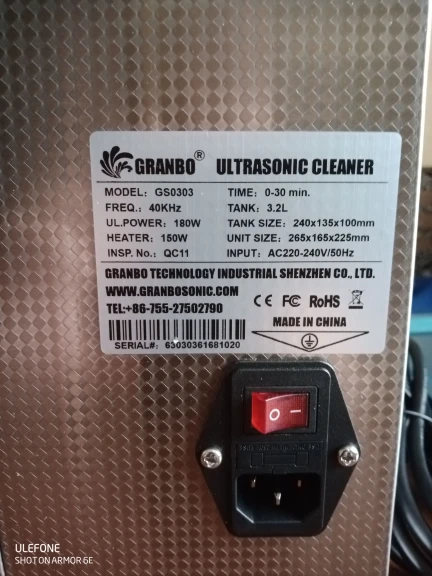 GRANBO® ULTRASONIC CLEANER
MODEL: GS0303 TIME: 0-30 min.
FREQ.: 40KHz TANK: 3.2L
UL.POWER: 180W TANK SIZE: 240x135x100mm
HEATER: 150W UNIT SIZE: 265x165x225mm
INSP. No.: QC11 INPUT: AC220-240V/50Hz
GRANBO TECHNOLOGY INDUSTRIAL SHENZHEN CO., LTD.
WWW.GRANBOSONIC.COM
CE FC RoHS
TEL:+86-755-27502790
MADE IN CHINA
SERIAL#: 63030361681020
ULEFONE
SHOT ON ARMOR 6E